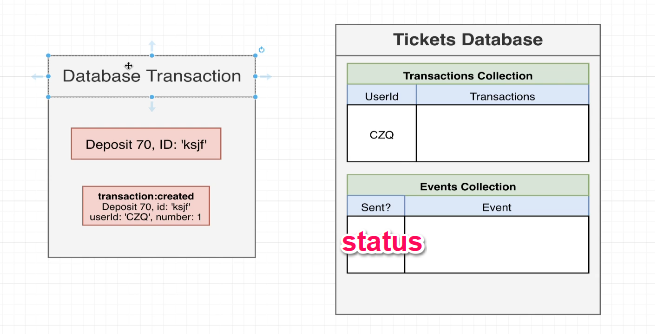 Database Transaction
Deposit 70, ID: 'ksjf'
transaction:created
Deposit 70, id: 'ksjf'
userId: 'CZQ', number: 1
Tickets Database
Transactions Collection
UserId
Transactions
CZQ
Events Collection
Sent?
Event
status